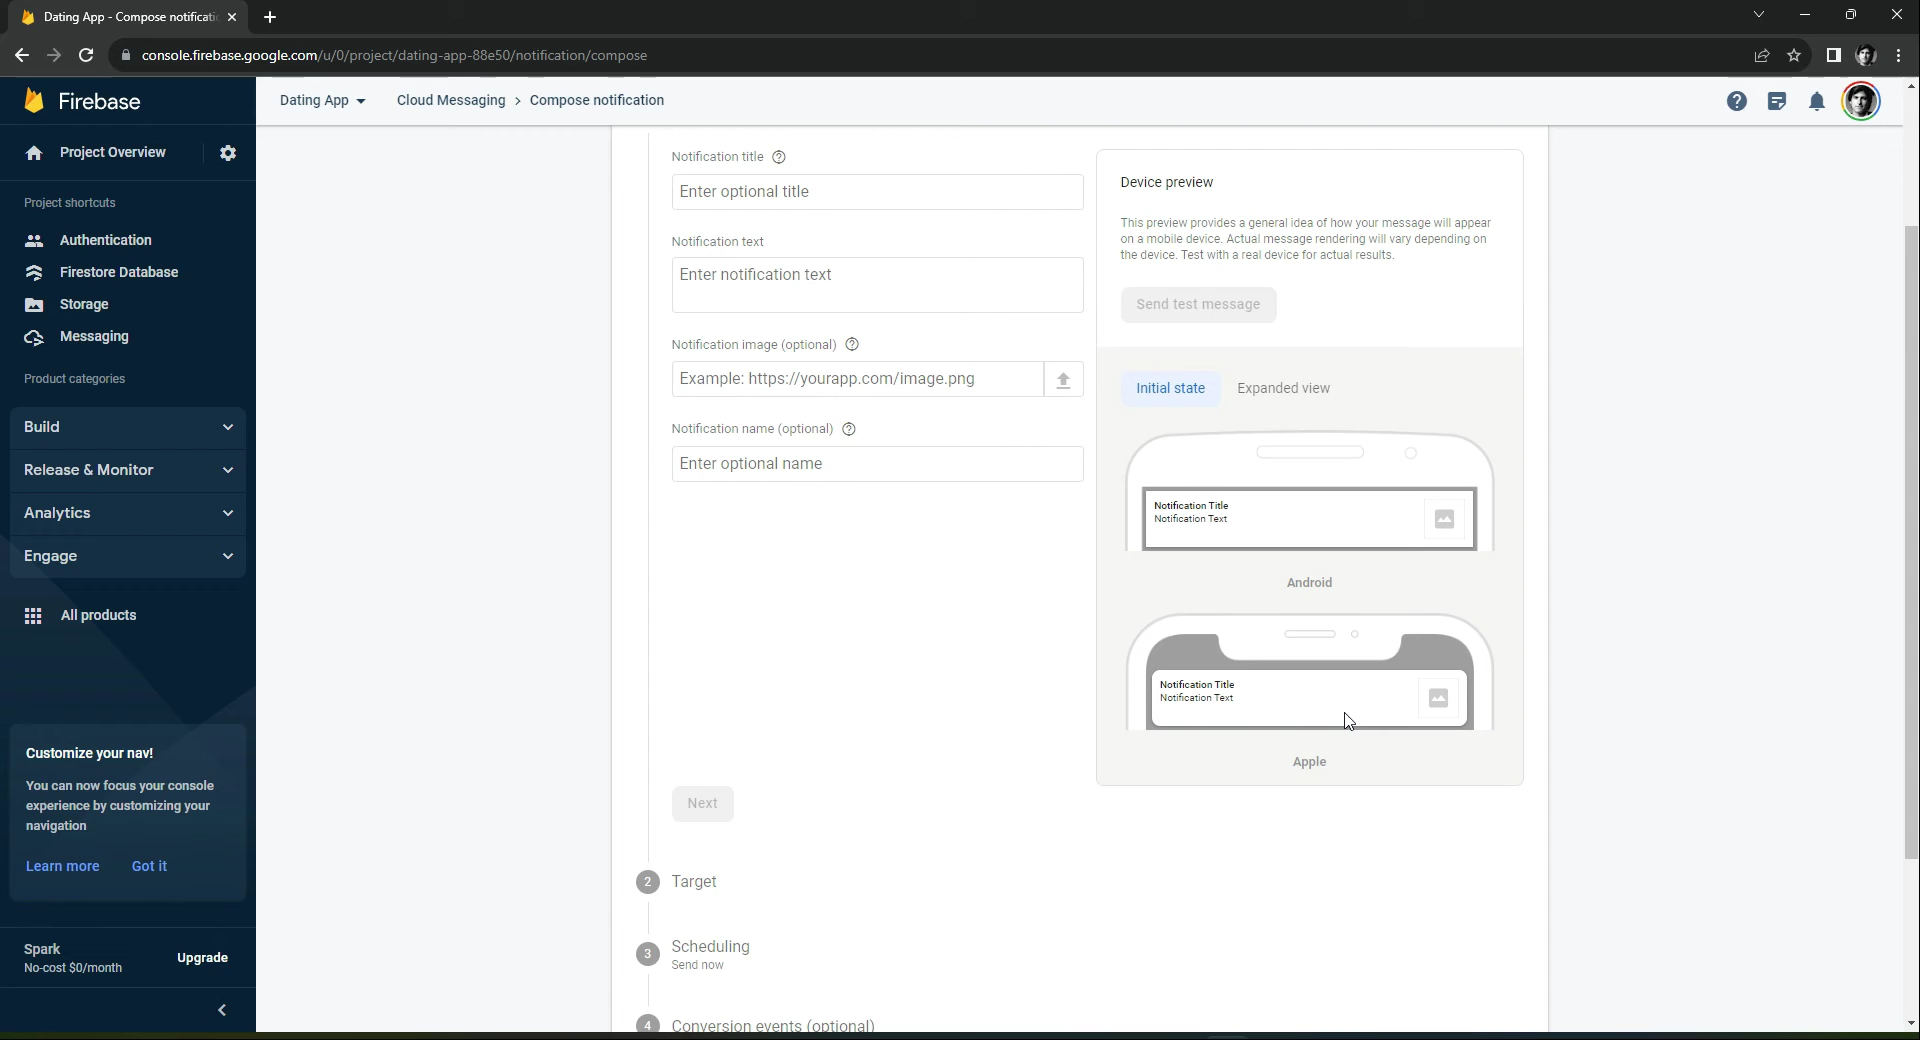 Dating App - Compose notificati
console.firebase.google.com/u/0/project/dating-app-88e50/notification/compose
Firebase
Dating App
Cloud Messaging > Compose notification
Project Overview
Project shortcuts
Authentication
Firestore Database
Storage
Messaging
Product categories
Build
Release & Monitor
Analytics
Engage
All products
Customize your nav!
You can now focus your console
experience by customizing your
navigation
Learn more
Got it
Spark
No-cost $0/month
Upgrade
Notification title
Enter optional title
Notification text
Enter notification text
Notification image (optional)
Example: https://yourapp.com/image.png
Notification name (optional)
Enter optional name
Next
2
Target
3
Scheduling
Send now
4
Conversion events (optional)
Device preview
This preview provides a general idea of how your message will appear
on a mobile device. Actual message rendering will vary depending on
the device. Test with a real device for actual results.
Send test message
Initial state
Expanded view
Notification Title
Notification Text
Android
Notification Title
Notification Text
Apple